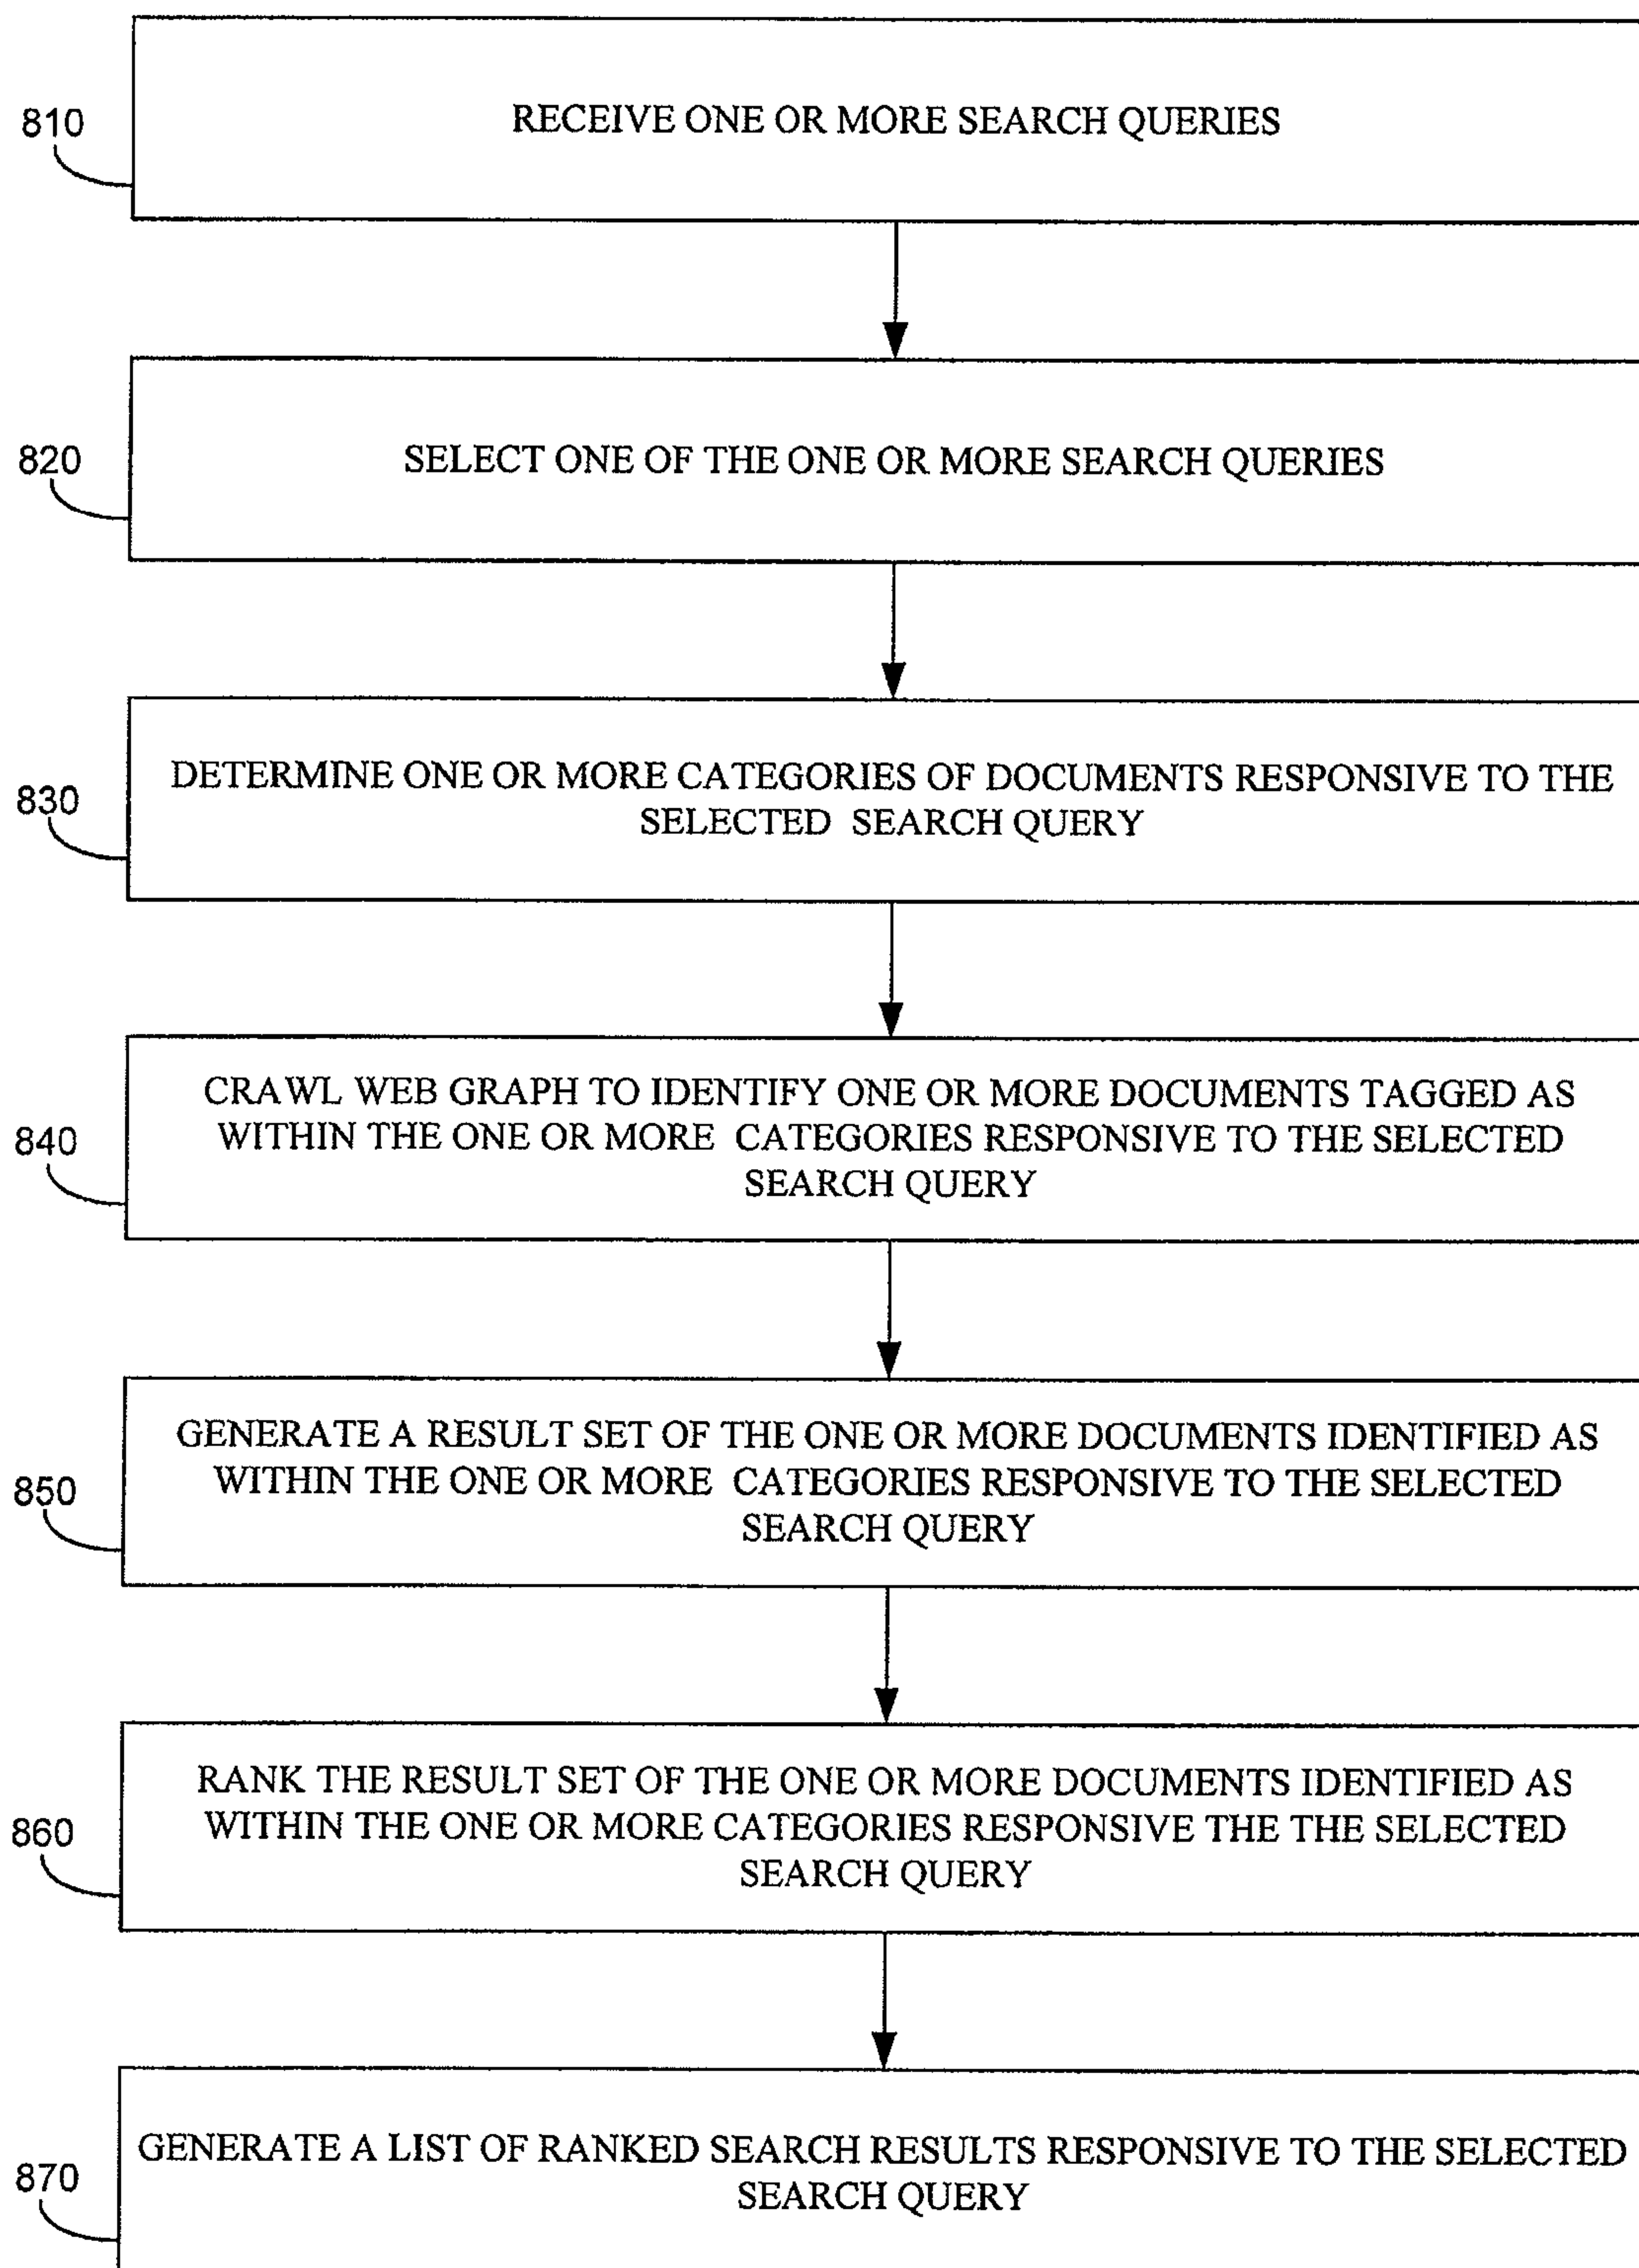 810
RECEIVE ONE OR MORE SEARCH QUERIES
820
SELECT ONE OF THE ONE OR MORE SEARCH QUERIES
830
DETERMINE ONE OR MORE CATEGORIES OF DOCUMENTS RESPONSIVE TO THE
SELECTED SEARCH QUERY
840
CRAWL WEB GRAPH TO IDENTIFY ONE OR MORE DOCUMENTS TAGGED AS
WITHIN THE ONE OR MORE CATEGORIES RESPONSIVE TO THE SELECTED
SEARCH QUERY
850
GENERATE A RESULT SET OF THE ONE OR MORE DOCUMENTS IDENTIFIED AS
WITHIN THE ONE OR MORE CATEGORIES RESPONSIVE TO THE SELECTED
SEARCH QUERY
860
RANK THE RESULT SET OF THE ONE OR MORE DOCUMENTS IDENTIFIED AS
WITHIN THE ONE OR MORE CATEGORIES RESPONSIVE THE THE SELECTED
SEARCH QUERY
870
GENERATE A LIST OF RANKED SEARCH RESULTS RESPONSIVE TO THE SELECTED
SEARCH QUERY